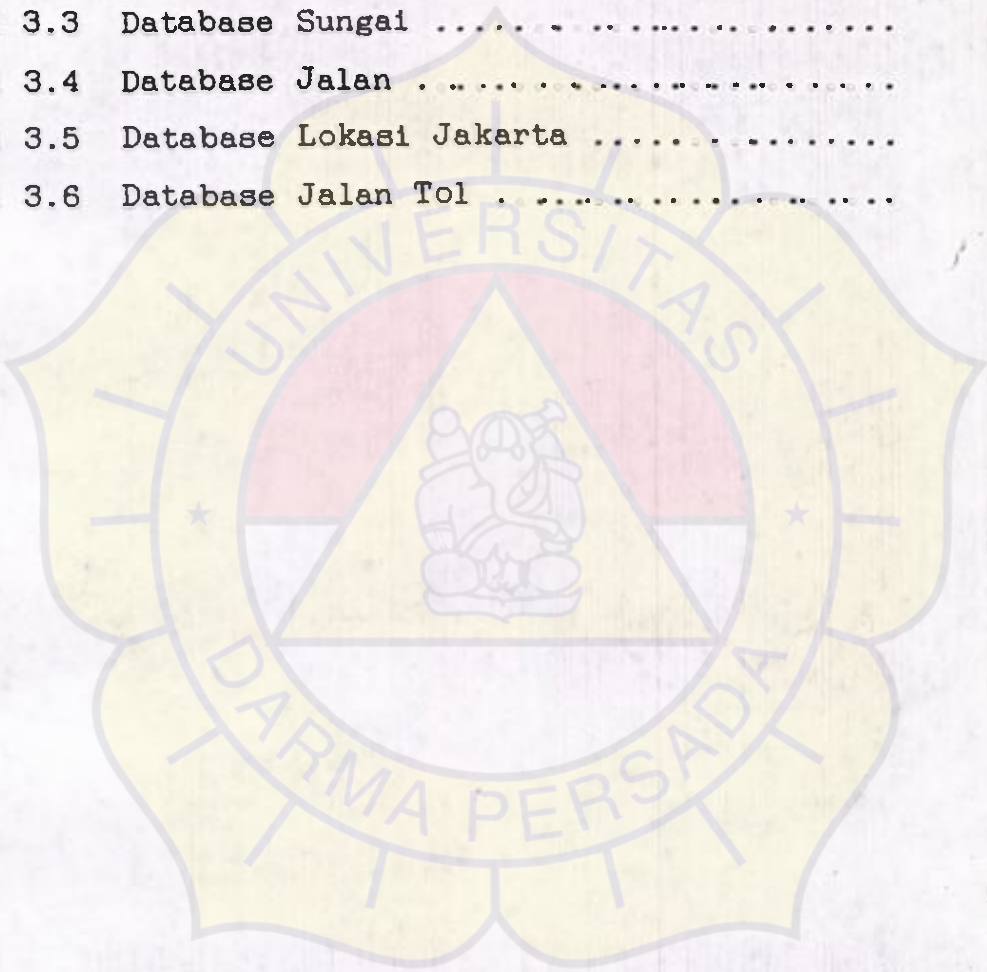 3.3 Database Sungai ........................
3.4 Database Jalan .........................
3.5 Database Lokasi Jakarta ................
3.6 Database Jalan Tol .....................
UNIVERSITAS
DARMA PERSADA